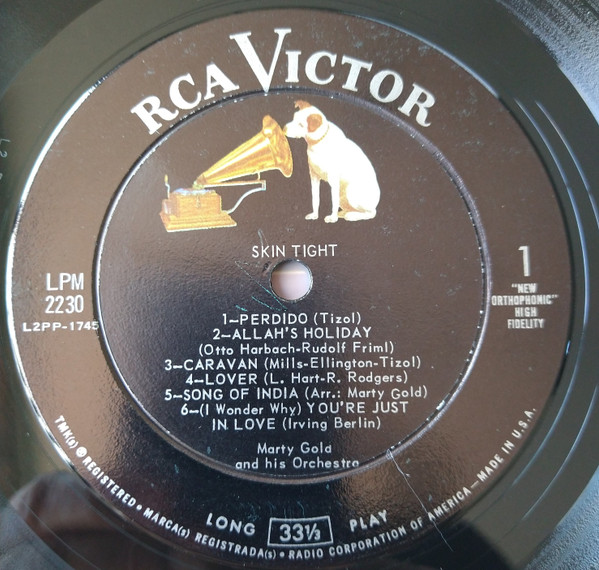 RCA VICTOR
SKIN TIGHT
LPM
2230
L2PP-1745
1
"NEW
ORTHOPHONIC"
HIGH
FIDELITY
1—PERDIDO (Tizol)
2—ALLAH'S HOLIDAY
(Otto Harbach-Rudolf Friml)
3—CARAVAN (Mills-Ellington-Tizol)
4—LOVER (L. Hart-R. Rodgers)
5—SONG OF INDIA (Arr.: Marty Gold)
6—(I Wonder Why) YOU'RE JUST
IN LOVE (Irving Berlin)
Marty Gold
and his Orchestra
LONG 33⅓ PLAY
TMK(s) ® REGISTERED • MARCA(s) REGISTRADA(s) • RADIO CORPORATION OF AMERICA—MADE IN U.S.A.